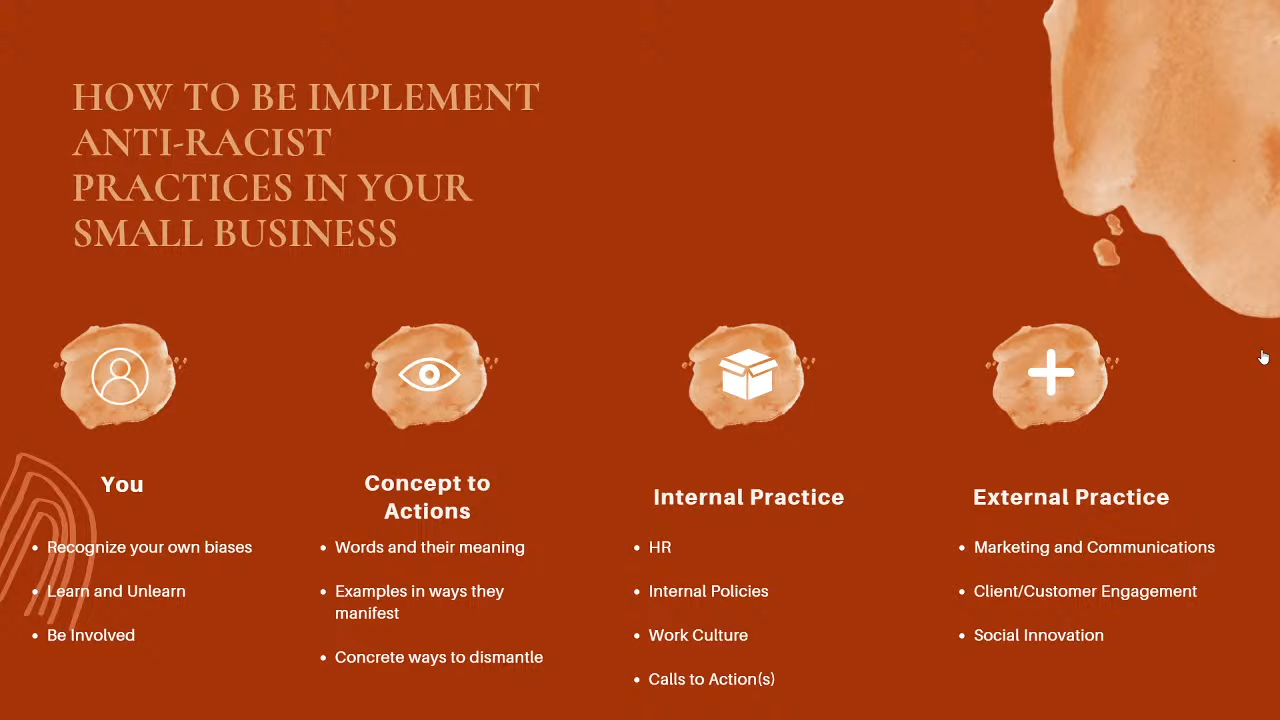 HOW TO BE IMPLEMENT
ANTI-RACIST
PRACTICES IN YOUR
SMALL BUSINESS
You
• Recognize your own biases
• Learn and Unlearn
• Be Involved
Concept to
Actions
• Words and their meaning
• Examples in ways they
manifest
• Concrete ways to dismantle
Internal Practice
• HR
• Internal Policies
• Work Culture
• Calls to Action(s)
External Practice
• Marketing and Communications
• Client/Customer Engagement
• Social Innovation